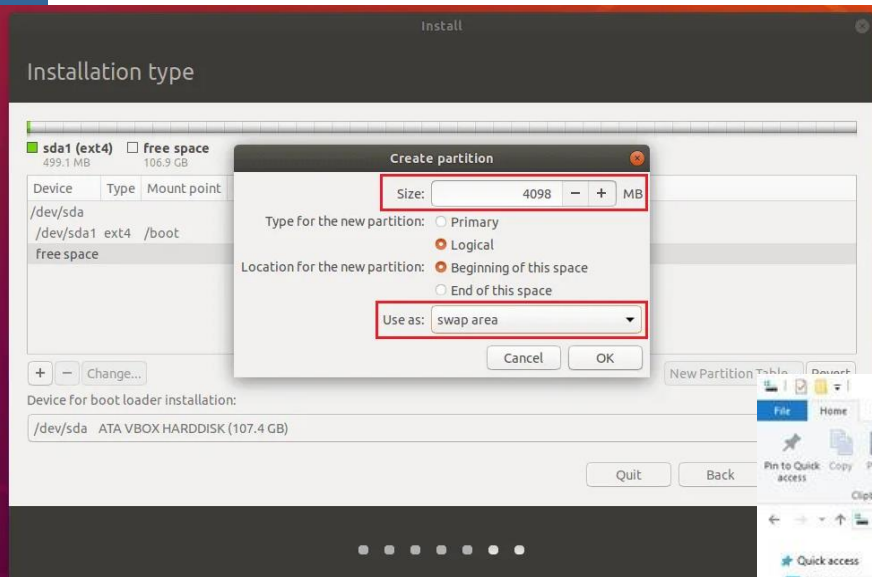 Install
Installation type
sda1 (ext4) free space
499.1 MB 106.9 GB
Create partition
Device Type Mount point
Size: 4098 − + MB
/dev/sda
Type for the new partition: Primary
/dev/sda1 ext4 /boot
Logical
free space
Location for the new partition: Beginning of this space
End of this space
Use as: swap area
Cancel OK
+ − Change...
New Partition Table... Revert
Device for boot loader installation:
/dev/sda ATA VBOX HARDDISK (107.4 GB)
Quit Back
File Home
Pin to Quick access
Copy
Quick access